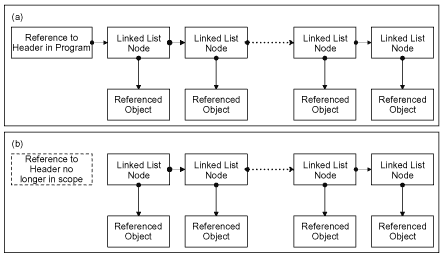 (a)
Reference to
Header in Program
Linked List
Node
Linked List
Node
Linked List
Node
Linked List
Node
Referenced
Object
Referenced
Object
Referenced
Object
Referenced
Object
(b)
Reference to
Header no
longer in scope
Linked List
Node
Linked List
Node
Linked List
Node
Linked List
Node
Referenced
Object
Referenced
Object
Referenced
Object
Referenced
Object